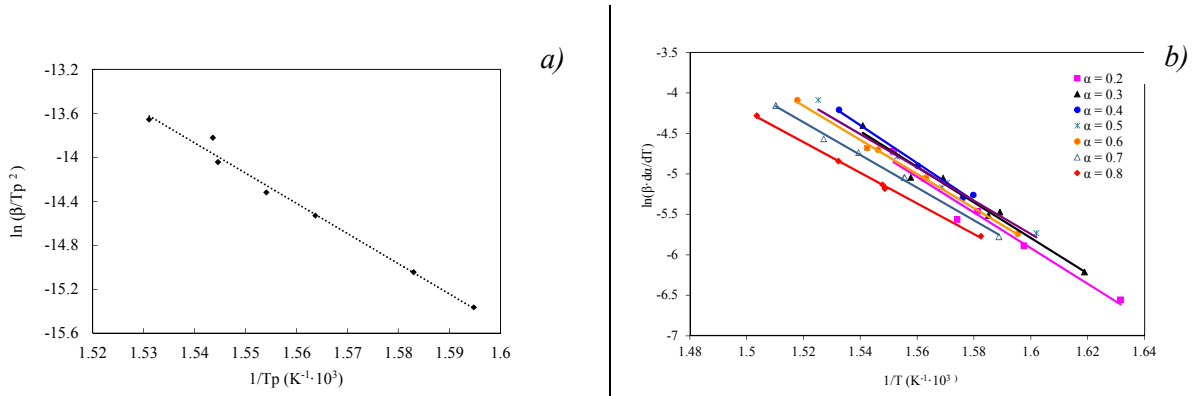 a)
ln (β/Tp ²)
-13.2
-13.6
-14
-14.4
-14.8
-15.2
-15.6
1.52 1.53 1.54 1.55 1.56 1.57 1.58 1.59 1.6
1/Tp (K⁻¹·10³)
b)
ln(β· dα/dT)
-3.5
-4
-4.5
-5
-5.5
-6
-6.5
-7
1.48 1.5 1.52 1.54 1.56 1.58 1.6 1.62 1.64
1/T (K⁻¹·10³ )
α = 0.2
α = 0.3
α = 0.4
α = 0.5
α = 0.6
α = 0.7
α = 0.8